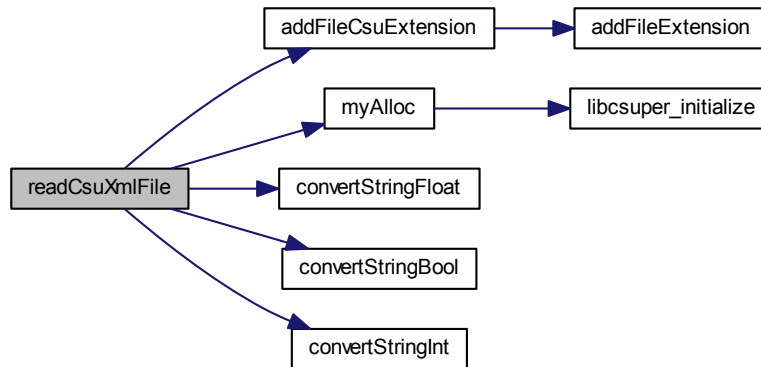 addFileCsuExtension
addFileExtension
myAlloc
libcsuper_initialize
readCsuXmlFile
convertStringFloat
convertStringBool
convertStringInt